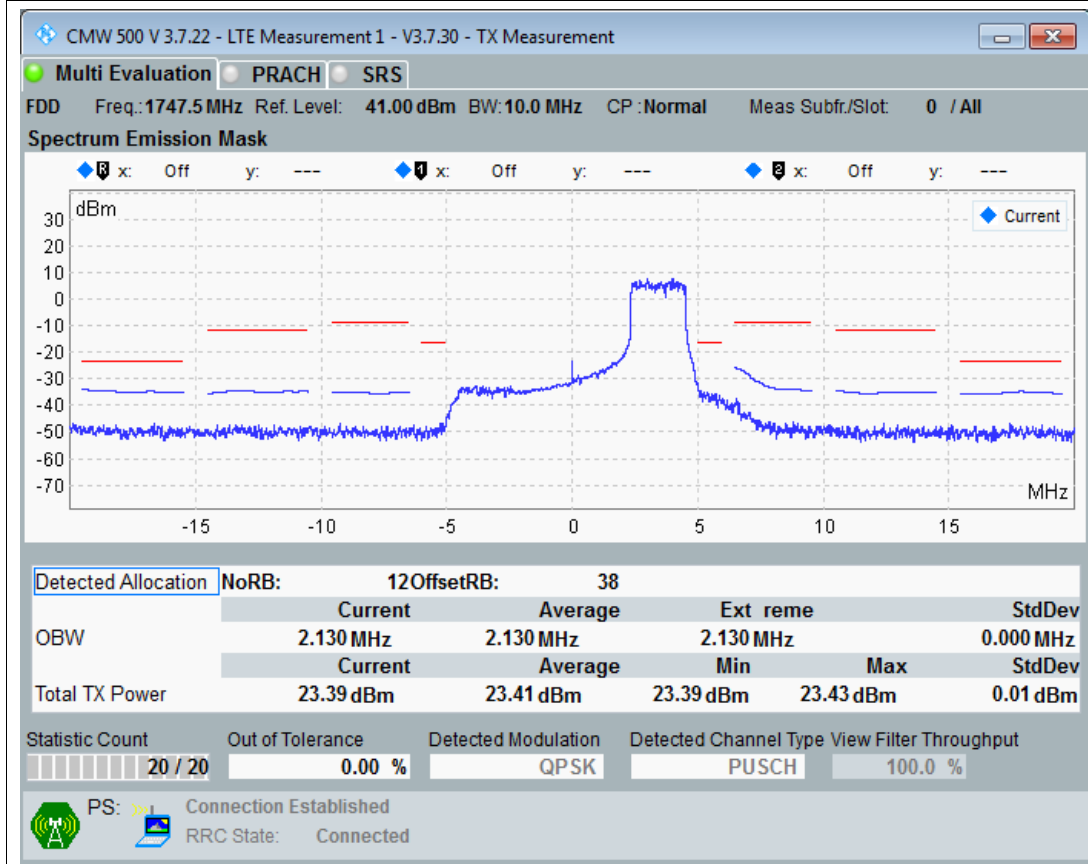 CMW 500 V 3.7.22 - LTE Measurement 1 - V3.7.30 - TX Measurement
Multi Evaluation PRACH SRS
FDD Freq.: 1747.5 MHz Ref. Level: 41.00 dBm BW: 10.0 MHz CP : Normal Meas Subfr./Slot: 0 / All
Spectrum Emission Mask
R x: Off y: --- 1 x: Off y: --- 2 x: Off y: ---
dBm
Current
30
20
10
0
-10
-20
-30
-40
-50
-60
-70
MHz
-15 -10 -5 0 5 10 15
Detected Allocation NoRB: 12 OffsetRB: 38
Current Average Ext reme StdDev
OBW 2.130 MHz 2.130 MHz 2.130 MHz 0.000 MHz
Current Average Min Max StdDev
Total TX Power 23.39 dBm 23.41 dBm 23.39 dBm 23.43 dBm 0.01 dBm
Statistic Count Out of Tolerance Detected Modulation Detected Channel Type View Filter Throughput
20 / 20 0.00 % QPSK PUSCH 100.0 %
PS: Connection Established
RRC State: Connected